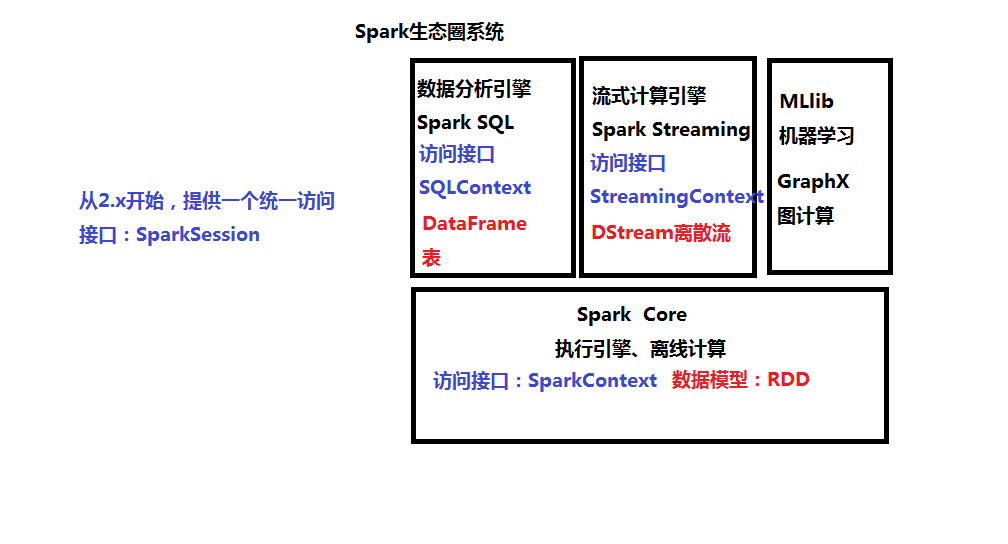 Spark生态圈系统
从2.x开始，提供一个统一访问
接口：SparkSession
数据分析引擎
Spark SQL
访问接口
SQLContext
DataFrame
表
流式计算引擎
Spark Streaming
访问接口
StreamingContext
DStream离散流
MLlib
机器学习
GraphX
图计算
Spark Core
执行引擎、离线计算
访问接口：SparkContext 数据模型：RDD